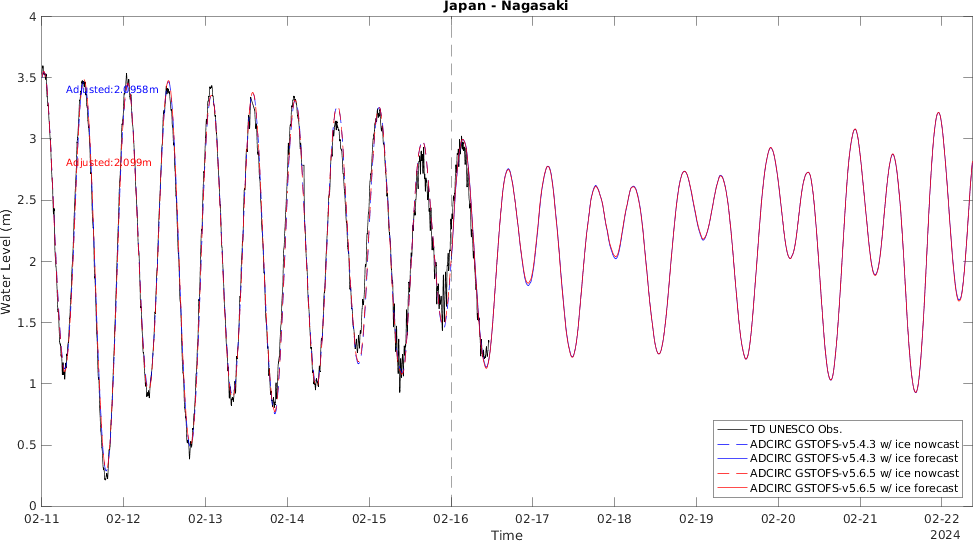 Japan - Nagasaki
Water Level (m)
4
3.5
3
2.5
2
1.5
1
0.5
0
Adjusted:2.0958m
Adjusted:2.099m
TD UNESCO Obs.
ADCIRC GSTOFS-v5.4.3 w/ ice nowcast
ADCIRC GSTOFS-v5.4.3 w/ ice forecast
ADCIRC GSTOFS-v5.6.5 w/ ice nowcast
ADCIRC GSTOFS-v5.6.5 w/ ice forecast
02-11 02-12 02-13 02-14 02-15 02-16 02-17 02-18 02-19 02-20 02-21 02-22
Time
2024